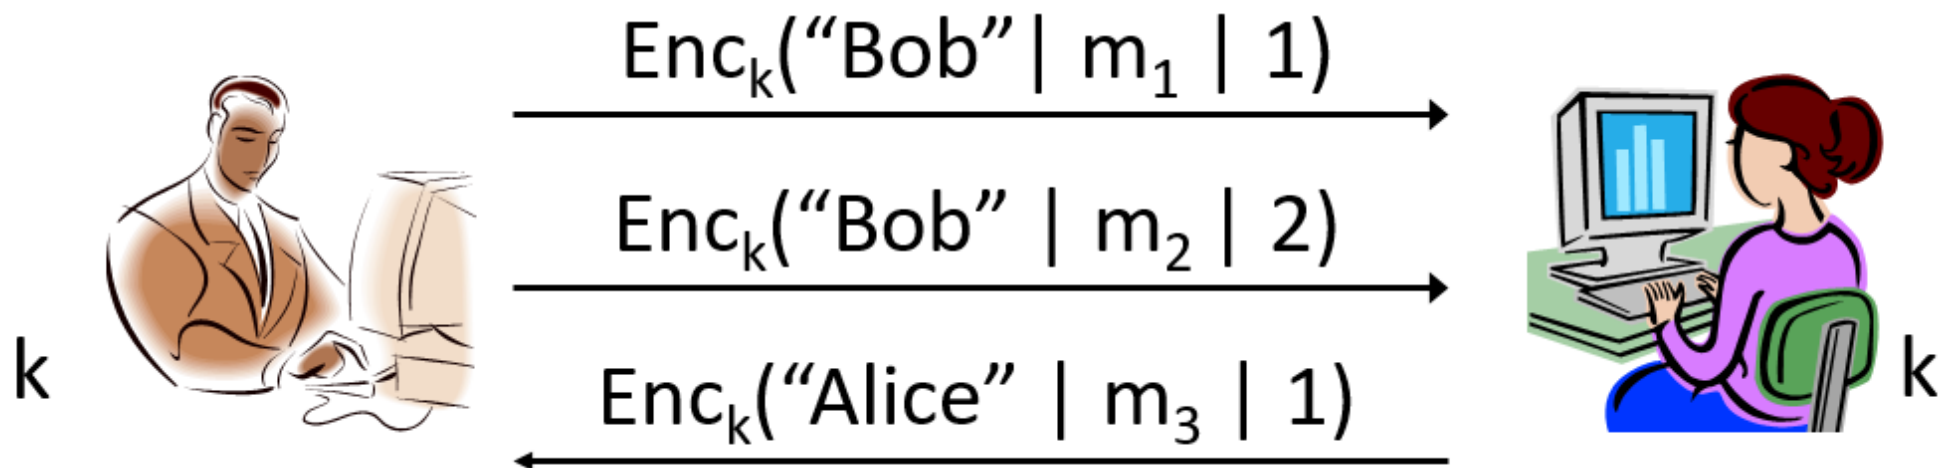 Encₖ(“Bob” | m₁ | 1)
Encₖ(“Bob” | m₂ | 2)
k
k
Encₖ(“Alice” | m₃ | 1)